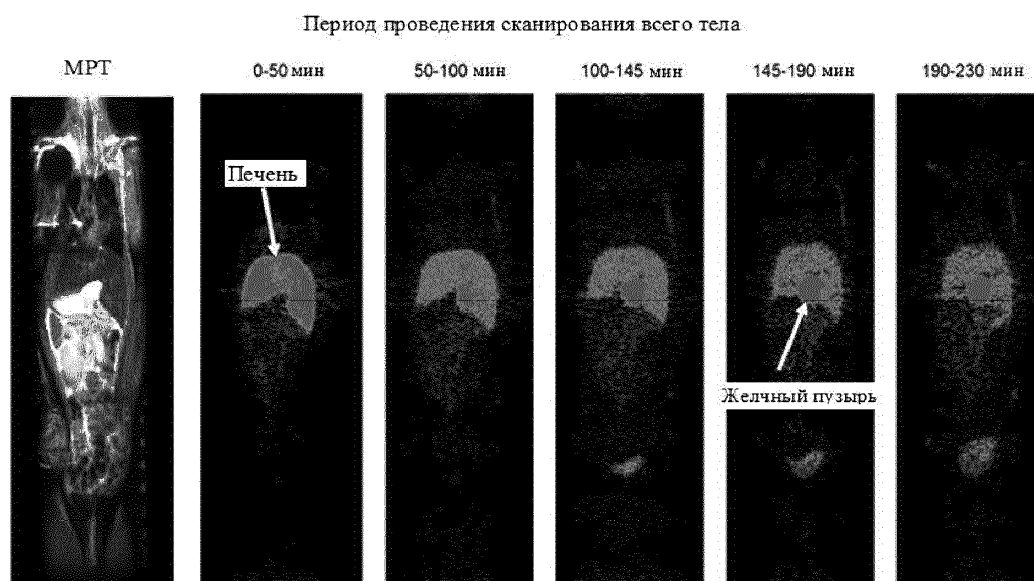 Период проведения сканирования всего тела
МРТ
0-50 мин
50-100 мин
100-145 мин
145-190 мин
190-230 мин
Печень
Желчный пузырь